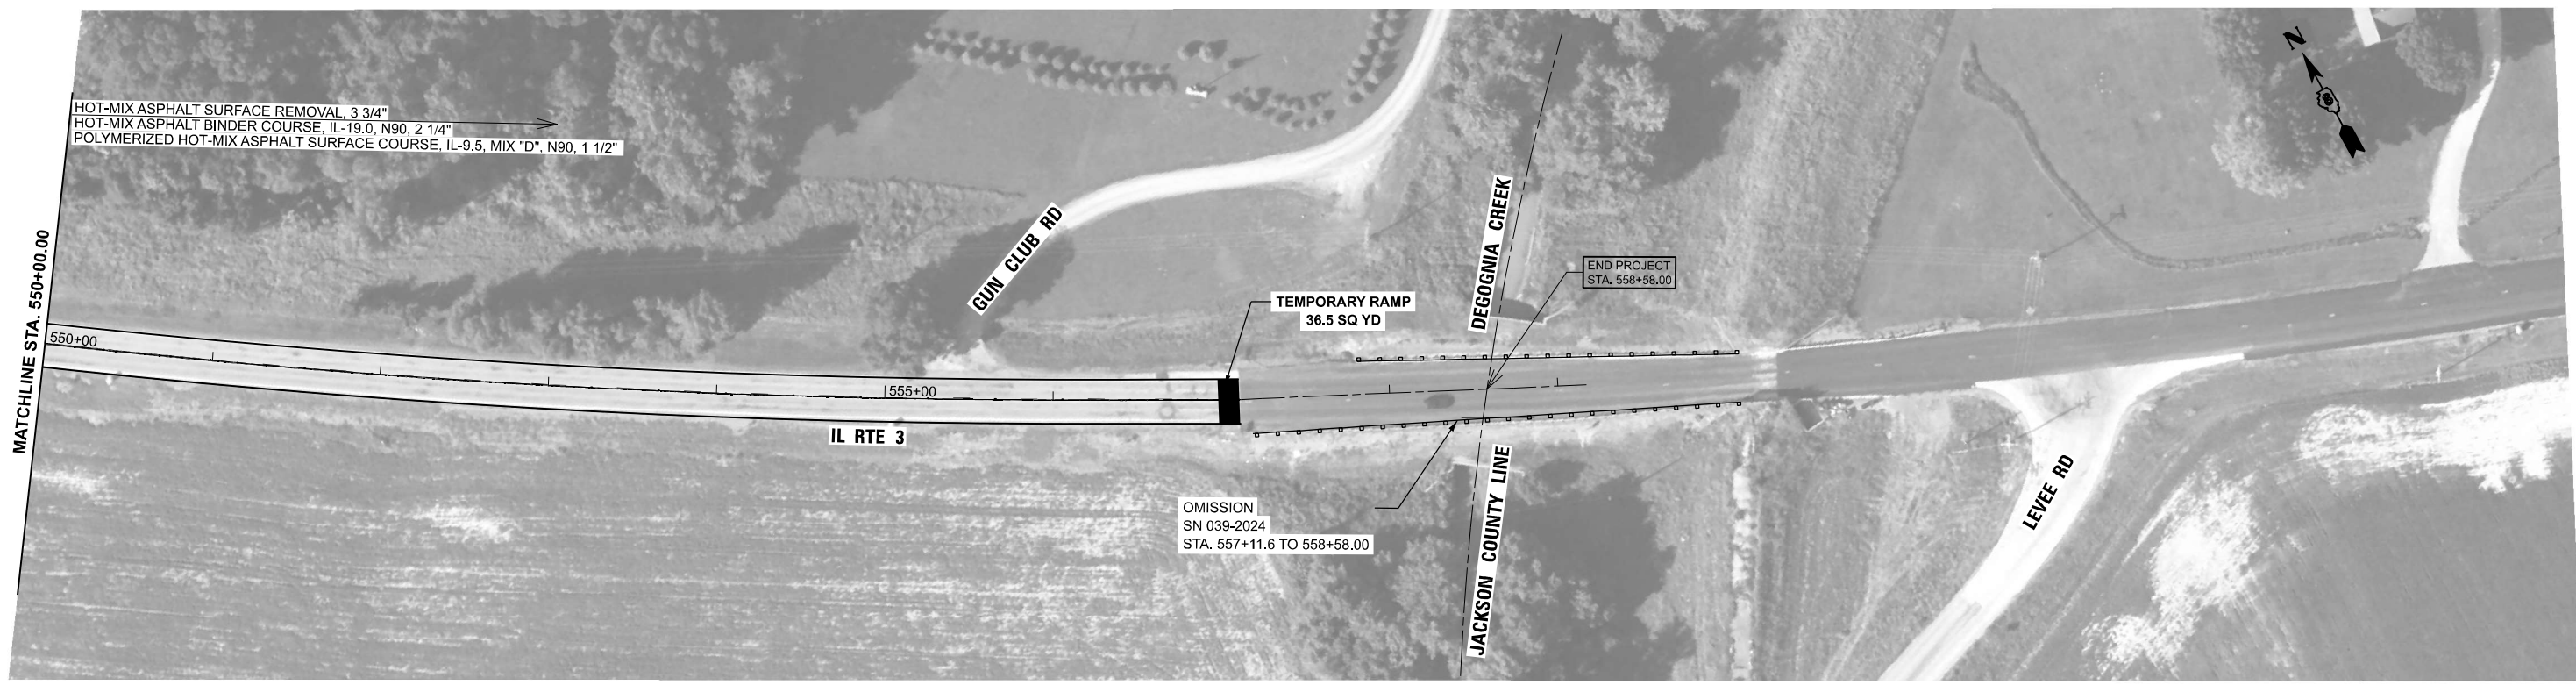 HOT-MIX ASPHALT SURFACE REMOVAL, 3 3/4"
HOT-MIX ASPHALT BINDER COURSE, IL-19.0, N90, 2 1/4"
POLYMERIZED HOT-MIX ASPHALT SURFACE COURSE, IL-9.5, MIX "D", N90, 1 1/2"
N
MATCHLINE STA. 550+00.00
550+00
GUN CLUB RD
TEMPORARY RAMP
36.5 SQ YD
DEGOGNIA CREEK
END PROJECT
STA. 558+58.00
555+00
IL RTE 3
OMISSION
SN 039-2024
STA. 557+11.6 TO 558+58.00
JACKSON COUNTY LINE
LEVEE RD